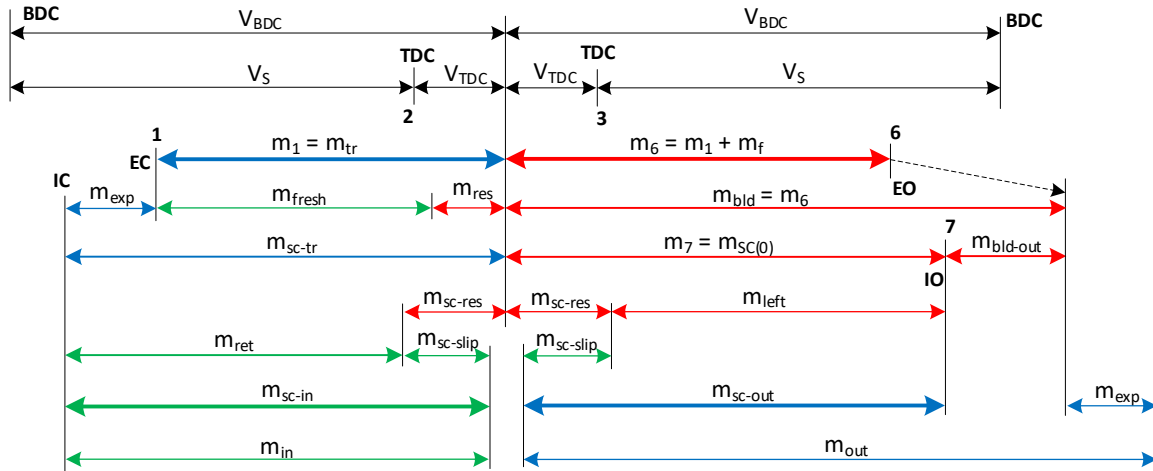 BDC V_BDC V_BDC BDC
TDC TDC
V_S V_TDC V_TDC V_S
2 3
1 m_1 = m_tr m_6 = m_1 + m_f 6
EC EO
IC m_exp m_fresh m_res m_bld = m_6
m_sc-tr m_7 = m_SC(0) 7 m_bld-out
IO
m_sc-res m_sc-res m_left
m_ret m_sc-slip m_sc-slip
m_sc-in m_sc-out m_exp
m_in m_out